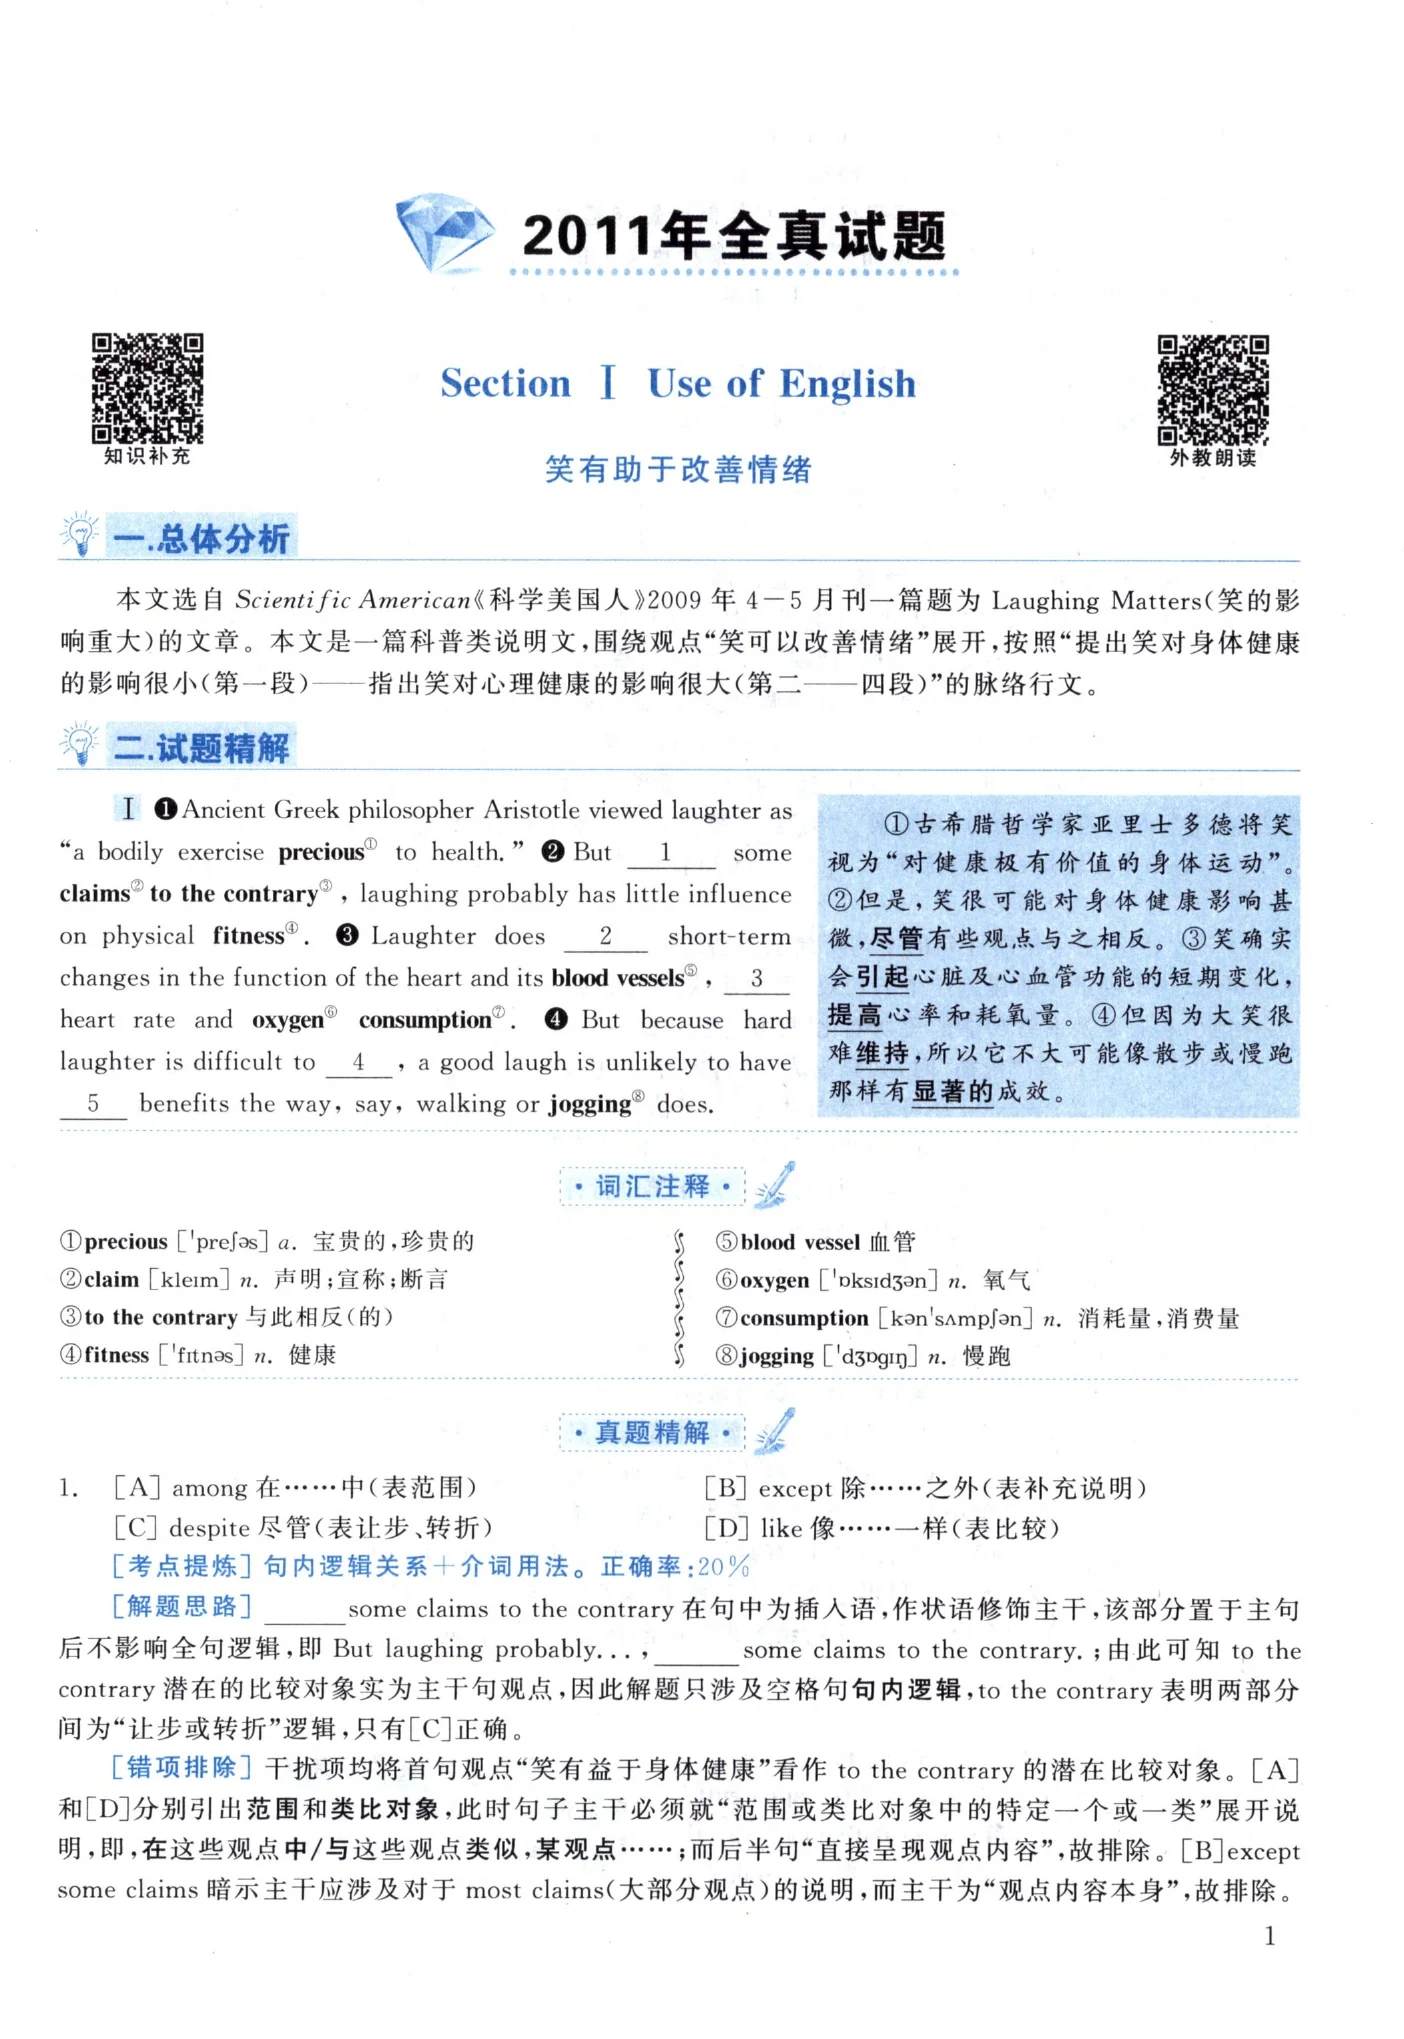 2011年全真试题
知识补充
Section Ⅰ Use of English
外教朗读
笑有助于改善情绪
一.总体分析
本文选自 Scientific American《科学美国人》2009 年 4－5 月刊一篇题为 Laughing Matters(笑的影
响重大)的文章。本文是一篇科普类说明文,围绕观点“笑可以改善情绪”展开,按照“提出笑对身体健康
的影响很小(第一段)——指出笑对心理健康的影响很大(第二——四段)”的脉络行文。
二.试题精解
Ⅰ ❶Ancient Greek philosopher Aristotle viewed laughter as
“a bodily exercise precious① to health.” ❷But 1 some
claims② to the contrary③, laughing probably has little influence
on physical fitness④. ❸ Laughter does 2 short-term
changes in the function of the heart and its blood vessels⑤, 3
heart rate and oxygen⑥ consumption⑦. ❹ But because hard
laughter is difficult to 4 , a good laugh is unlikely to have
5 benefits the way, say, walking or jogging⑧ does.
①古希腊哲学家亚里士多德将笑
视为“对健康极有价值的身体运动”。
②但是,笑很可能对身体健康影响甚
微,尽管有些观点与之相反。③笑确实
会引起心脏及心血管功能的短期变化,
提高心率和耗氧量。④但因为大笑很
难维持,所以它不大可能像散步或慢跑
那样有显著的成效。
·词汇注释·
①precious [ˈpreʃəs] a. 宝贵的,珍贵的
②claim [kleɪm] n. 声明;宣称;断言
③to the contrary 与此相反(的)
④fitness [ˈfɪtnəs] n. 健康
⑤blood vessel 血管
⑥oxygen [ˈɒksɪdʒən] n. 氧气
⑦consumption [kənˈsʌmpʃən] n. 消耗量,消费量
⑧jogging [ˈdʒɒgɪŋ] n. 慢跑
·真题精解·
1. [A] among 在……中(表范围) [B] except 除……之外(表补充说明)
[C] despite 尽管(表让步、转折) [D] like 像……一样(表比较)
[考点提炼] 句内逻辑关系＋介词用法。正确率:20%
[解题思路] ______some claims to the contrary 在句中为插入语,作状语修饰主干,该部分置于主句
后不影响全句逻辑,即 But laughing probably...,______some claims to the contrary.;由此可知 to the
contrary 潜在的比较对象实为主干句观点,因此解题只涉及空格句句内逻辑,to the contrary 表明两部分
间为“让步或转折”逻辑,只有[C]正确。
[错项排除] 干扰项均将首句观点“笑有益于身体健康”看作 to the contrary 的潜在比较对象。[A]
和[D]分别引出范围和类比对象,此时句子主干必须就“范围或类比对象中的特定一个或一类”展开说
明,即,在这些观点中/与这些观点类似,某观点……;而后半句“直接呈现观点内容”,故排除。[B]except
some claims 暗示主干应涉及对于 most claims(大部分观点)的说明,而主干为“观点内容本身”,故排除。
1